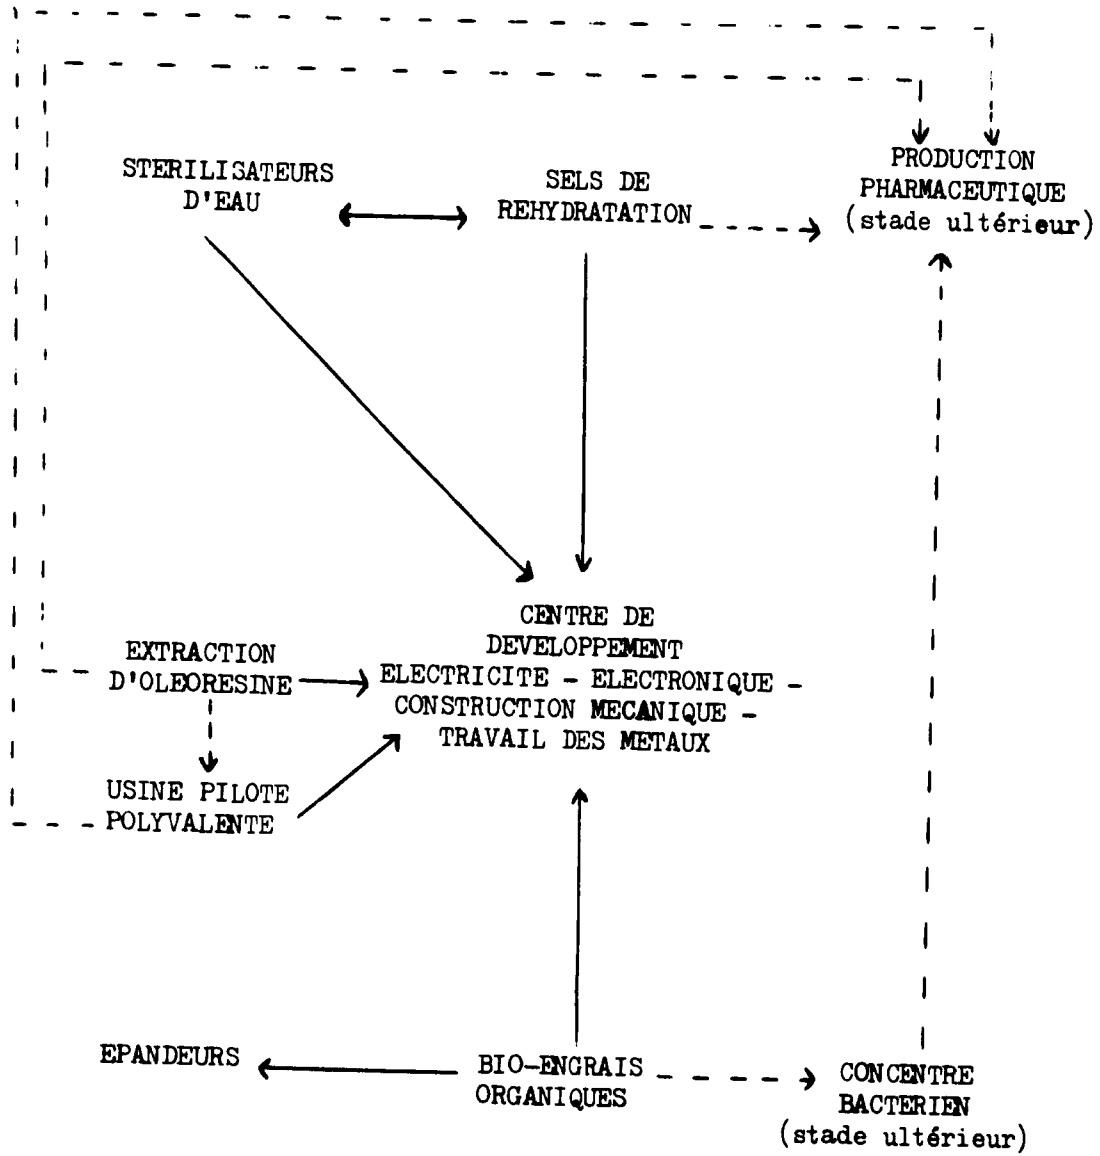 STERILISATEURS
D'EAU
SELS DE
REHYDRATATION
PRODUCTION
PHARMACEUTIQUE
(stade ultérieur)
CENTRE DE
DEVELOPPEMENT
ELECTRICITE - ELECTRONIQUE -
CONSTRUCTION MECANIQUE -
TRAVAIL DES METAUX
EXTRACTION
D'OLEORESINE
USINE PILOTE
POLYVALENTE
EPANDEURS
BIO-ENGRAIS
ORGANIQUES
CONCENTRE
BACTERIEN
(stade ultérieur)